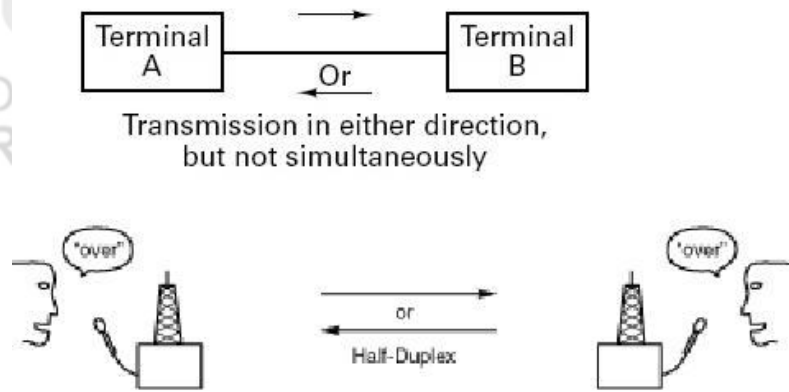 Terminal
A
Terminal
B
Or
Transmission in either direction,
but not simultaneously
"over"
"over"
or
Half-Duplex